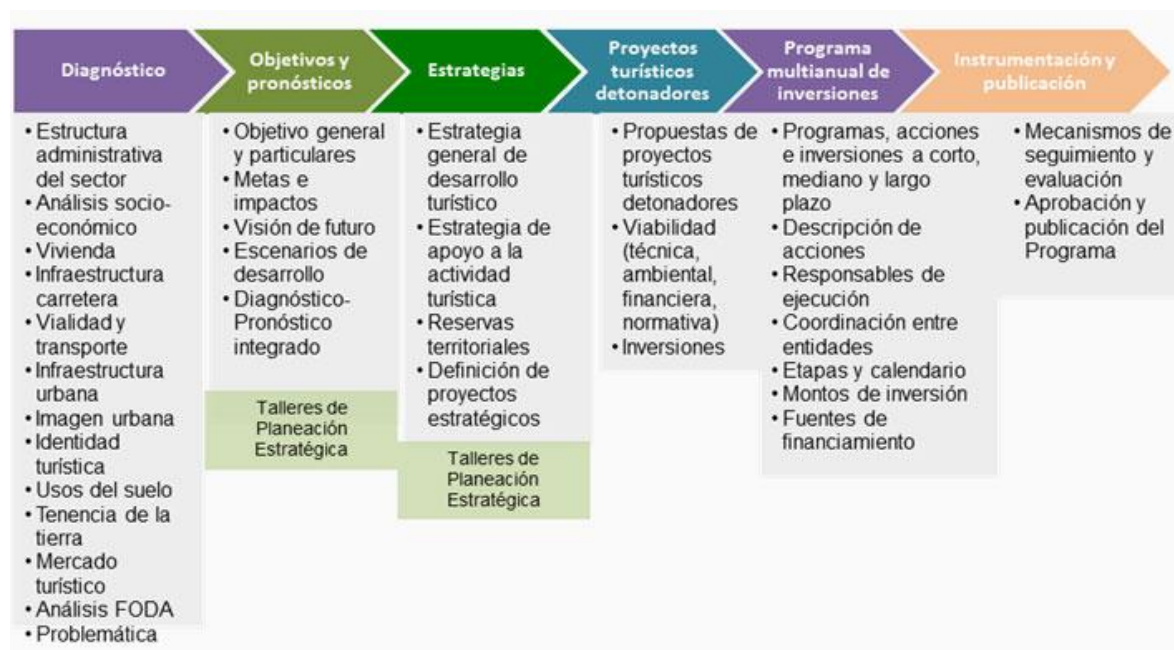 Diagnóstico
Objetivos y
pronósticos
Estrategias
Proyectos
turísticos
detonadores
Programa
multianual de
inversiones
Instrumentación y
publicación
• Estructura
administrativa
del sector
• Análisis socio-
económico
• Vivienda
• Infraestructura
carretera
• Vialidad y
transporte
• Infraestructura
urbana
• Imagen urbana
• Identidad
turística
• Usos del suelo
• Tenencia de la
tierra
• Mercado
turístico
• Análisis FODA
• Problemática
• Objetivo general
y particulares
• Metas e
impactos
• Visión de futuro
• Escenarios de
desarrollo
• Diagnóstico-
Pronóstico
integrado
Talleres de
Planeación
Estratégica
• Estrategia
general de
desarrollo
turístico
• Estrategia de
apoyo a la
actividad
turística
• Reservas
territoriales
• Definición de
proyectos
estratégicos
Talleres de
Planeación
Estratégica
• Propuestas de
proyectos
turísticos
detonadores
• Viabilidad
(técnica,
ambiental,
financiera,
normativa)
• Inversiones
• Programas, acciones
e inversiones a corto,
mediano y largo
plazo
• Descripción de
acciones
• Responsables de
ejecución
• Coordinación entre
entidades
• Etapas y calendario
• Montos de inversión
• Fuentes de
financiamiento
• Mecanismos de
seguimiento y
evaluación
• Aprobación y
publicación del
Programa